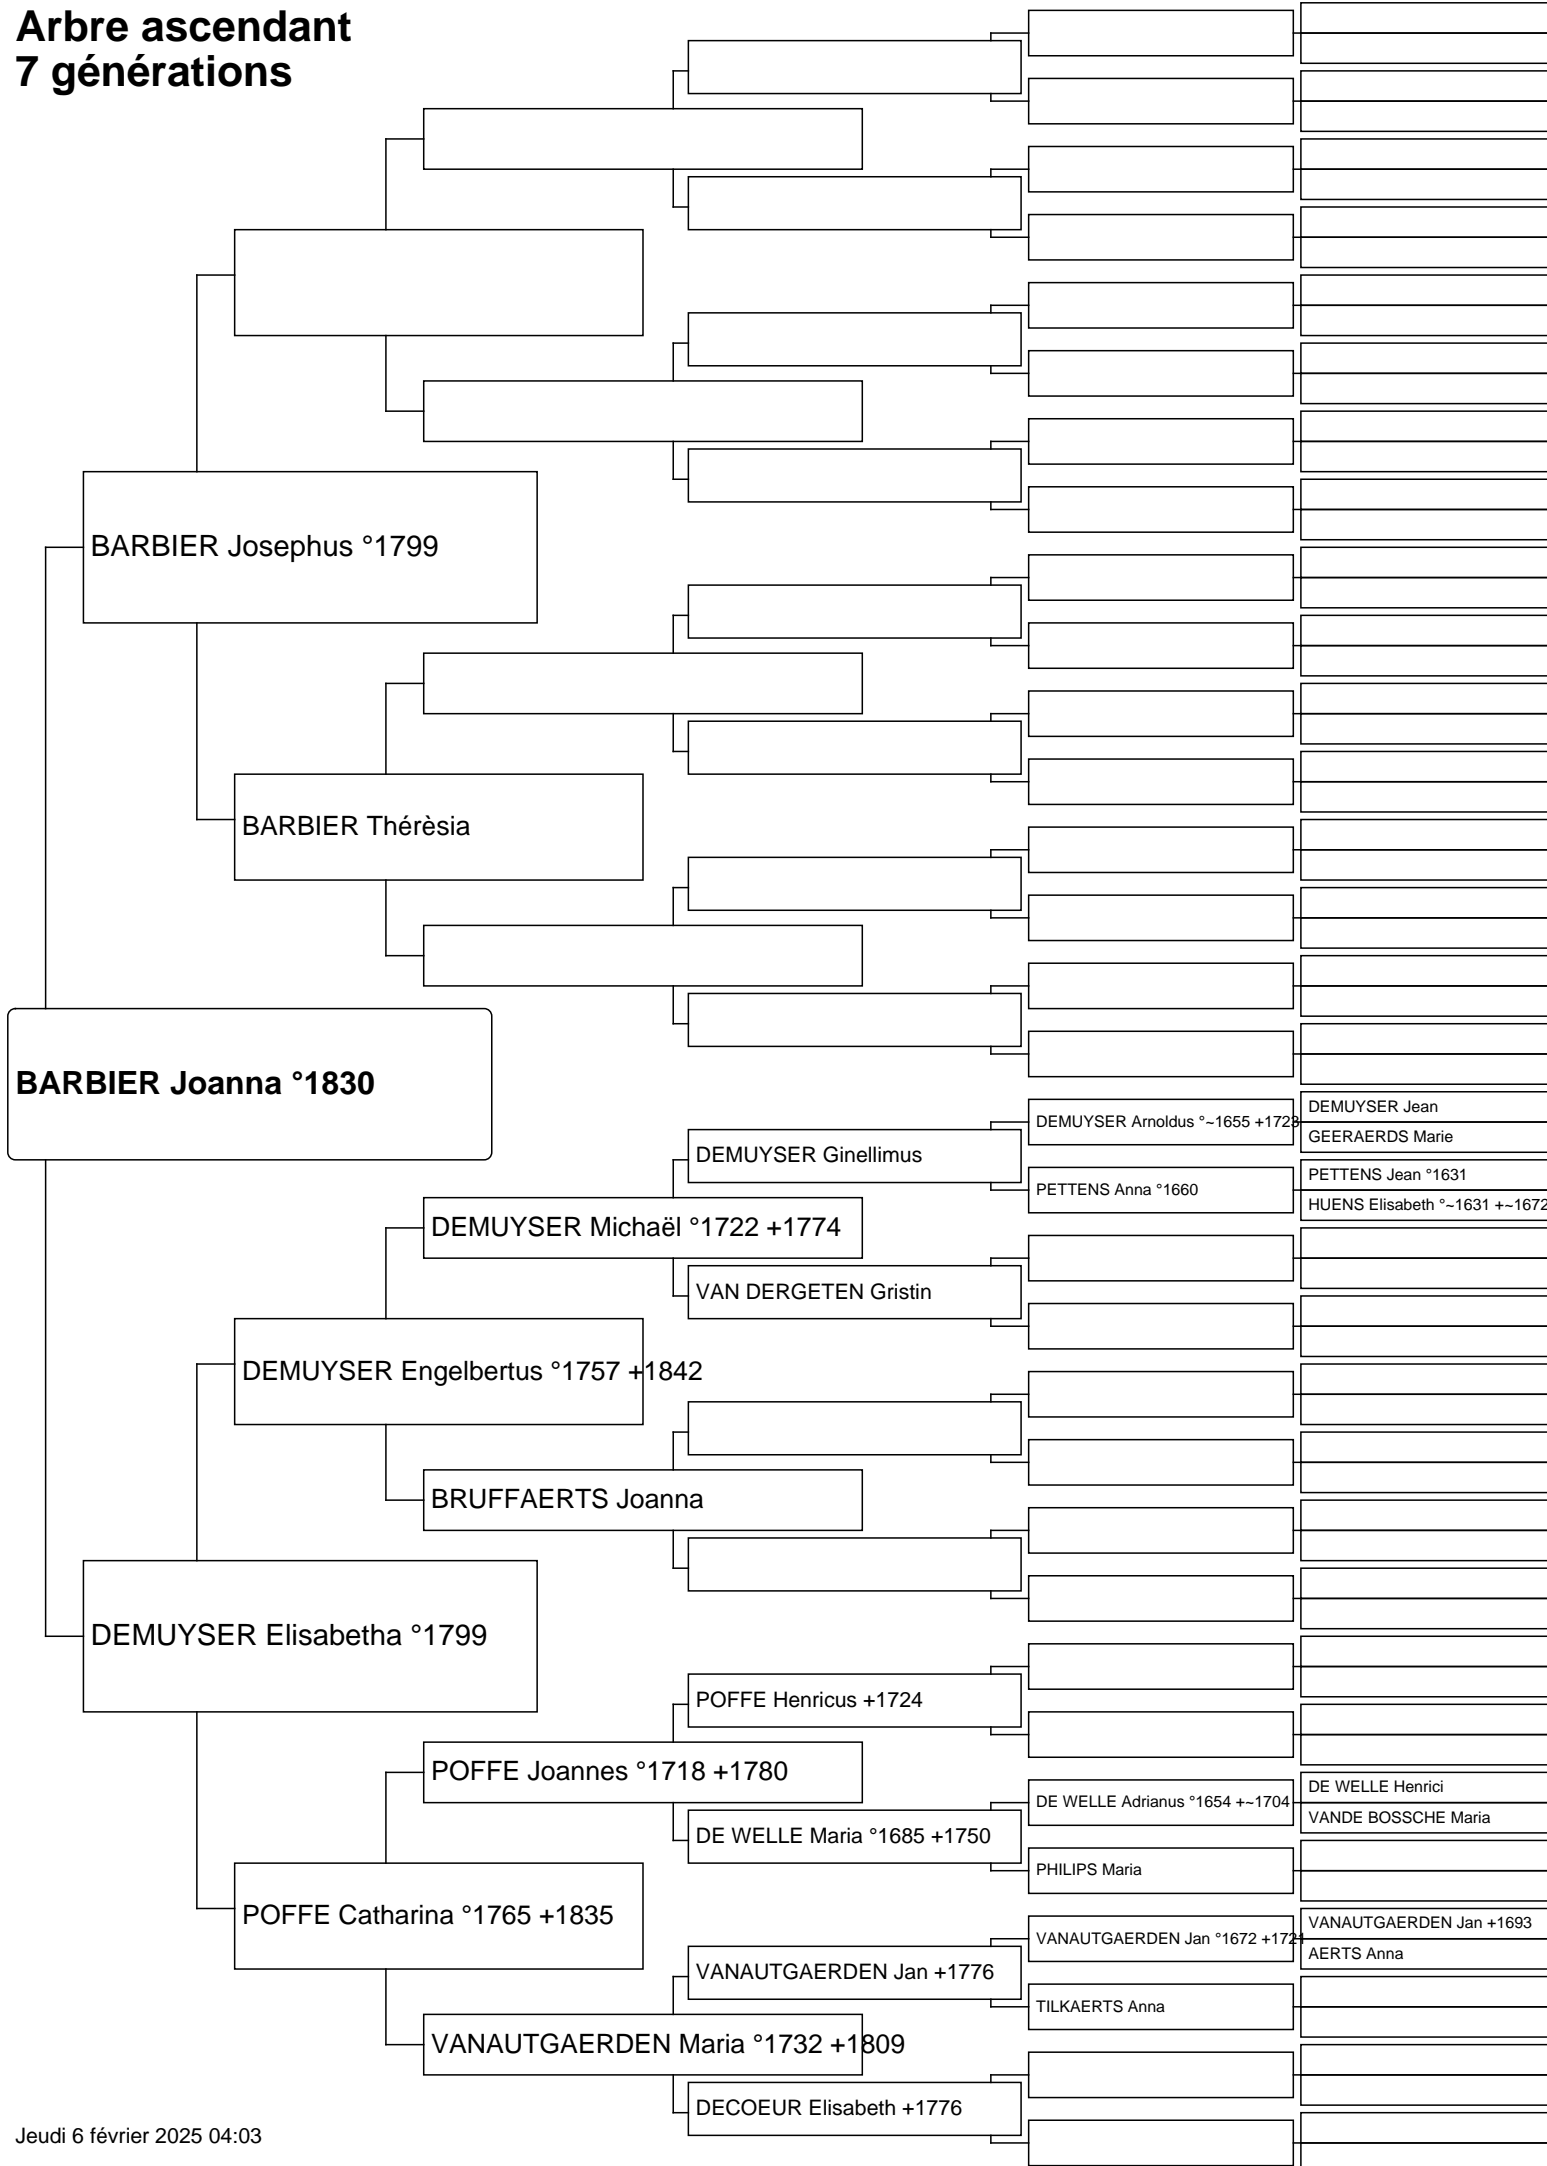 Arbre ascendant
7 générations
BARBIER Josephus °1799
BARBIER Thérèsia
BARBIER Joanna °1830
DEMUYSER Jean
DEMUYSER Arnoldus °~1655 +1723
GEERAERDS Marie
DEMUYSER Ginellimus
PETTENS Jean °1631
PETTENS Anna °1660
HUENS Elisabeth °~1631 +~1672
DEMUYSER Michaël °1722 +1774
VAN DERGETEN Gristin
DEMUYSER Engelbertus °1757 +1842
BRUFFAERTS Joanna
DEMUYSER Elisabetha °1799
POFFE Henricus +1724
POFFE Joannes °1718 +1780
DE WELLE Henrici
DE WELLE Adrianus °1654 +~1704
VANDE BOSSCHE Maria
DE WELLE Maria °1685 +1750
PHILIPS Maria
POFFE Catharina °1765 +1835
VANAUTGAERDEN Jan +1693
VANAUTGAERDEN Jan °1672 +1721
AERTS Anna
VANAUTGAERDEN Jan +1776
TILKAERTS Anna
VANAUTGAERDEN Maria °1732 +1809
DECOEUR Elisabeth +1776
Jeudi 6 février 2025 04:03